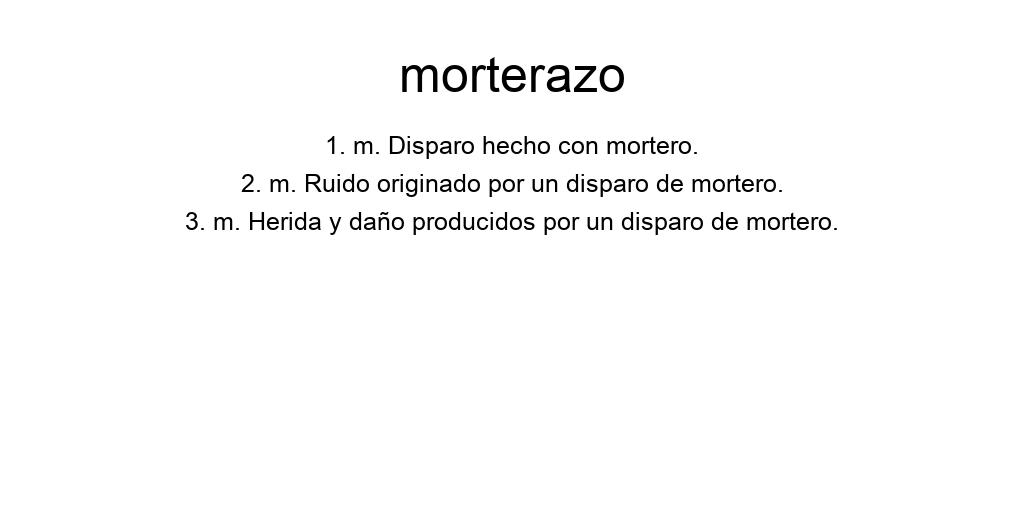 morterazo
1. m. Disparo hecho con mortero.
2. m. Ruido originado por un disparo de mortero.
3. m. Herida y daño producidos por un disparo de mortero.